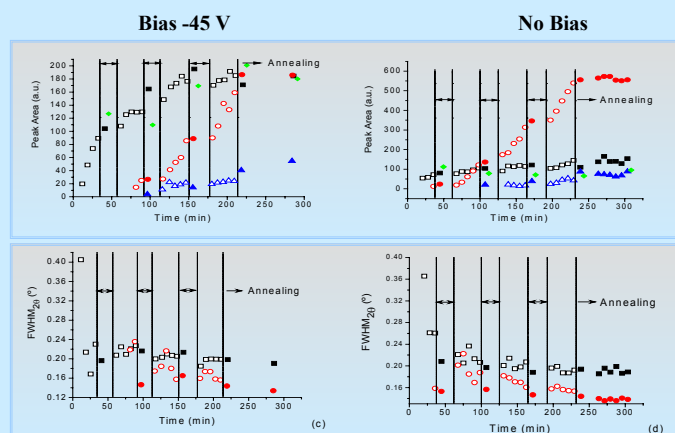 Bias -45 V
No Bias
Annealing
200
180
160
140
120
100
80
60
40
20
0
Peak Area (a.u.)
0 50 100 150 200 250 300
Time (min)
Annealing
600
500
400
300
200
100
0
Peak Area (a.u.)
0 50 100 150 200 250 300
Time (min)
Annealing
0.40
0.36
0.32
0.28
0.24
0.20
0.16
0.12
FWHM2θ (º)
0 50 100 150 200 250 300
Time (min)
(c)
Annealing
0.40
0.36
0.32
0.28
0.24
0.20
0.16
FWHM2θ (º)
0 50 100 150 200 250 300
Time (min)
(d)